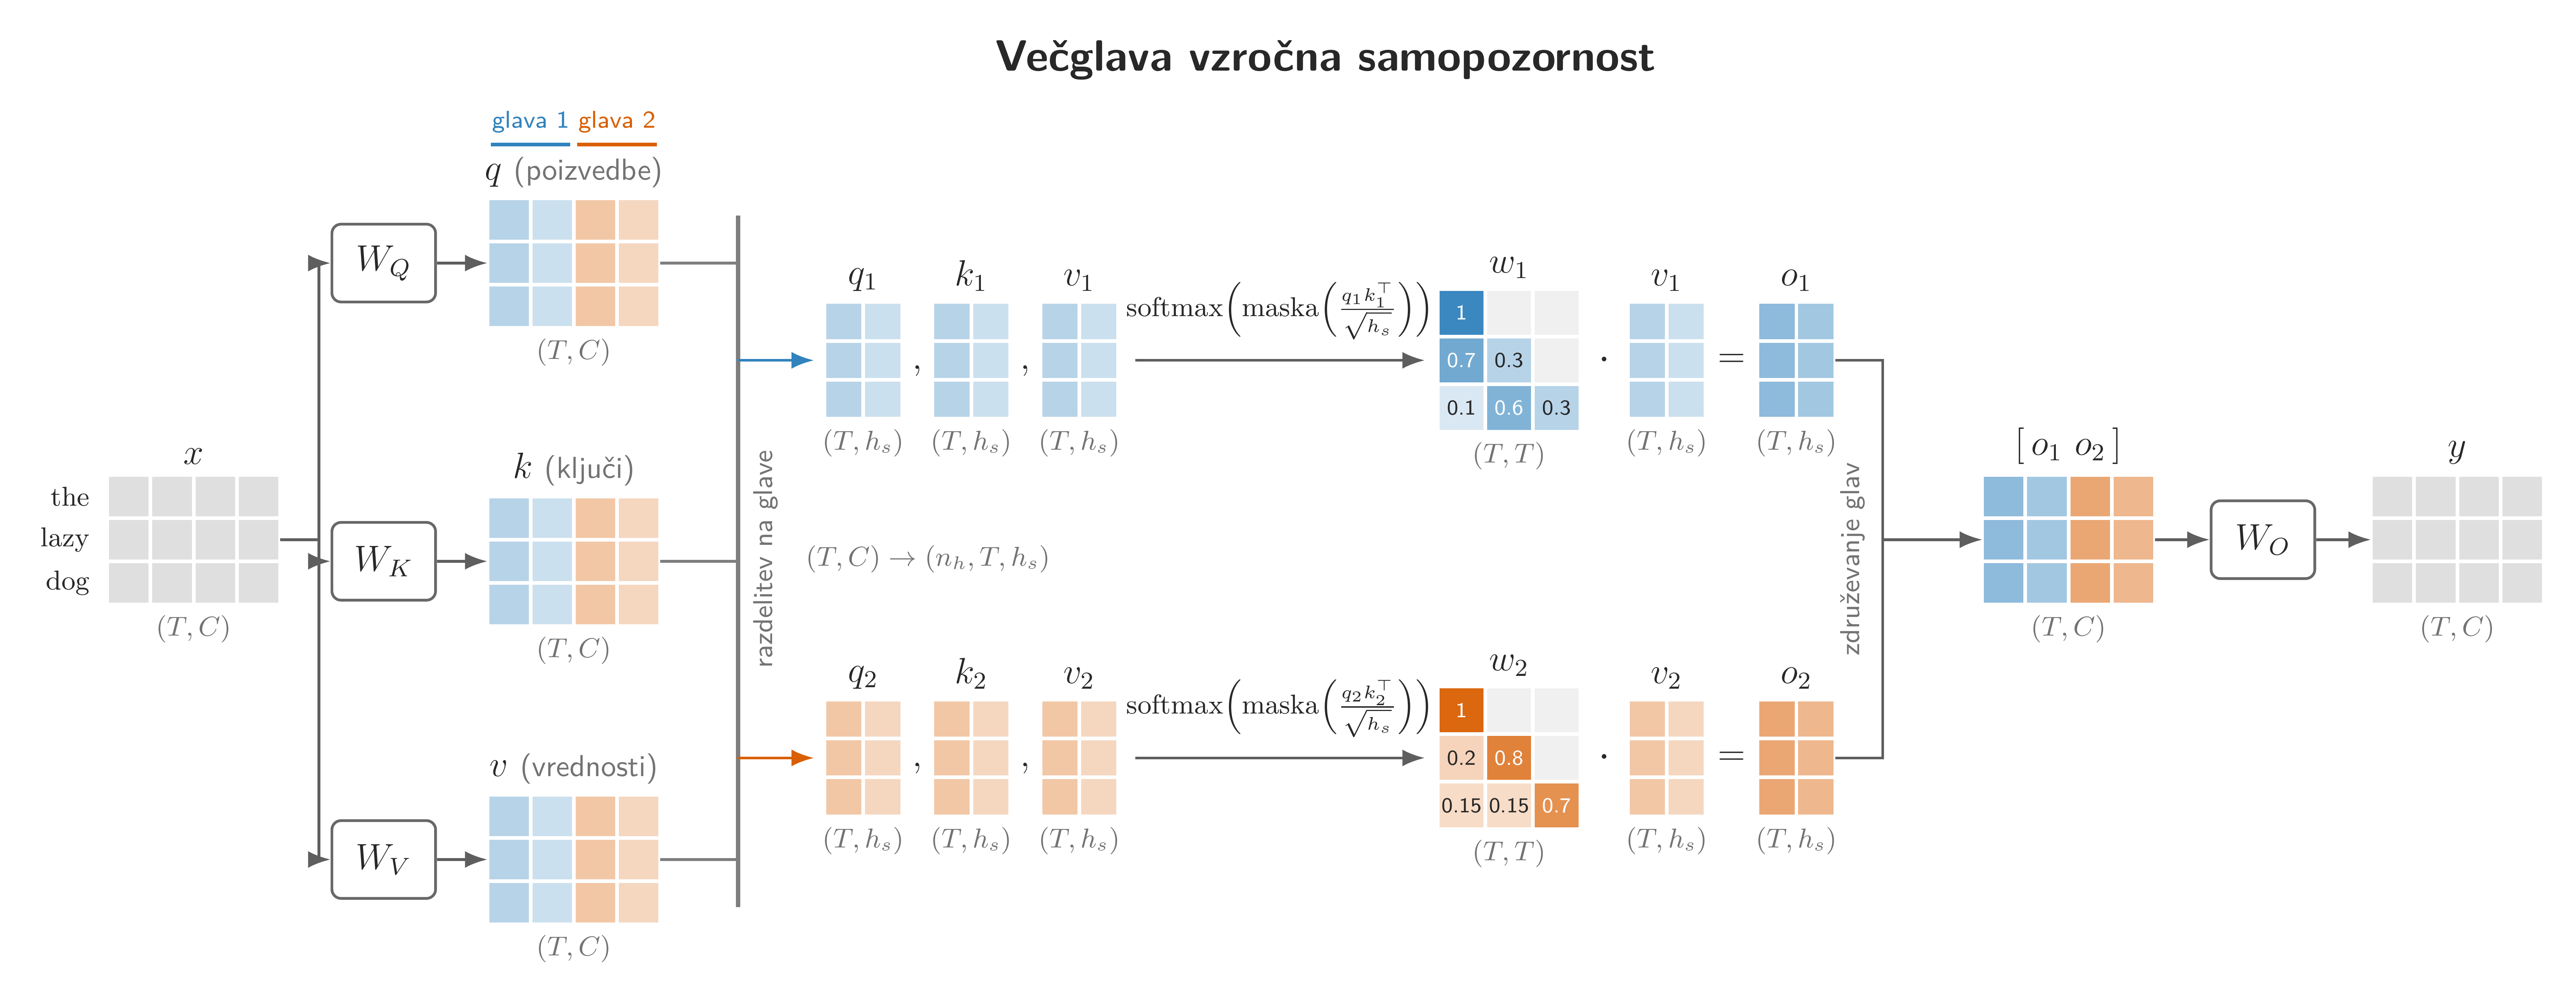 Večglava vzročna samopozornost
glava 1 glava 2
q (poizvedbe)
W_Q
(T, C)
x
the
lazy
dog
(T, C)
k (ključi)
W_K
(T, C)
v (vrednosti)
W_V
(T, C)
razdelitev na glave
(T, C) → (n_h, T, h_s)
q_1 , k_1 , v_1
(T, h_s) (T, h_s) (T, h_s)
softmax(maska(q_1 k_1^⊤ / √h_s))
w_1
1
0.7 0.3
0.1 0.6 0.3
(T, T)
· v_1 = o_1
(T, h_s) (T, h_s)
q_2 , k_2 , v_2
(T, h_s) (T, h_s) (T, h_s)
softmax(maska(q_2 k_2^⊤ / √h_s))
w_2
1
0.2 0.8
0.15 0.15 0.7
(T, T)
· v_2 = o_2
(T, h_s) (T, h_s)
združevanje glav
[ o_1 o_2 ]
(T, C)
W_O
y
(T, C)